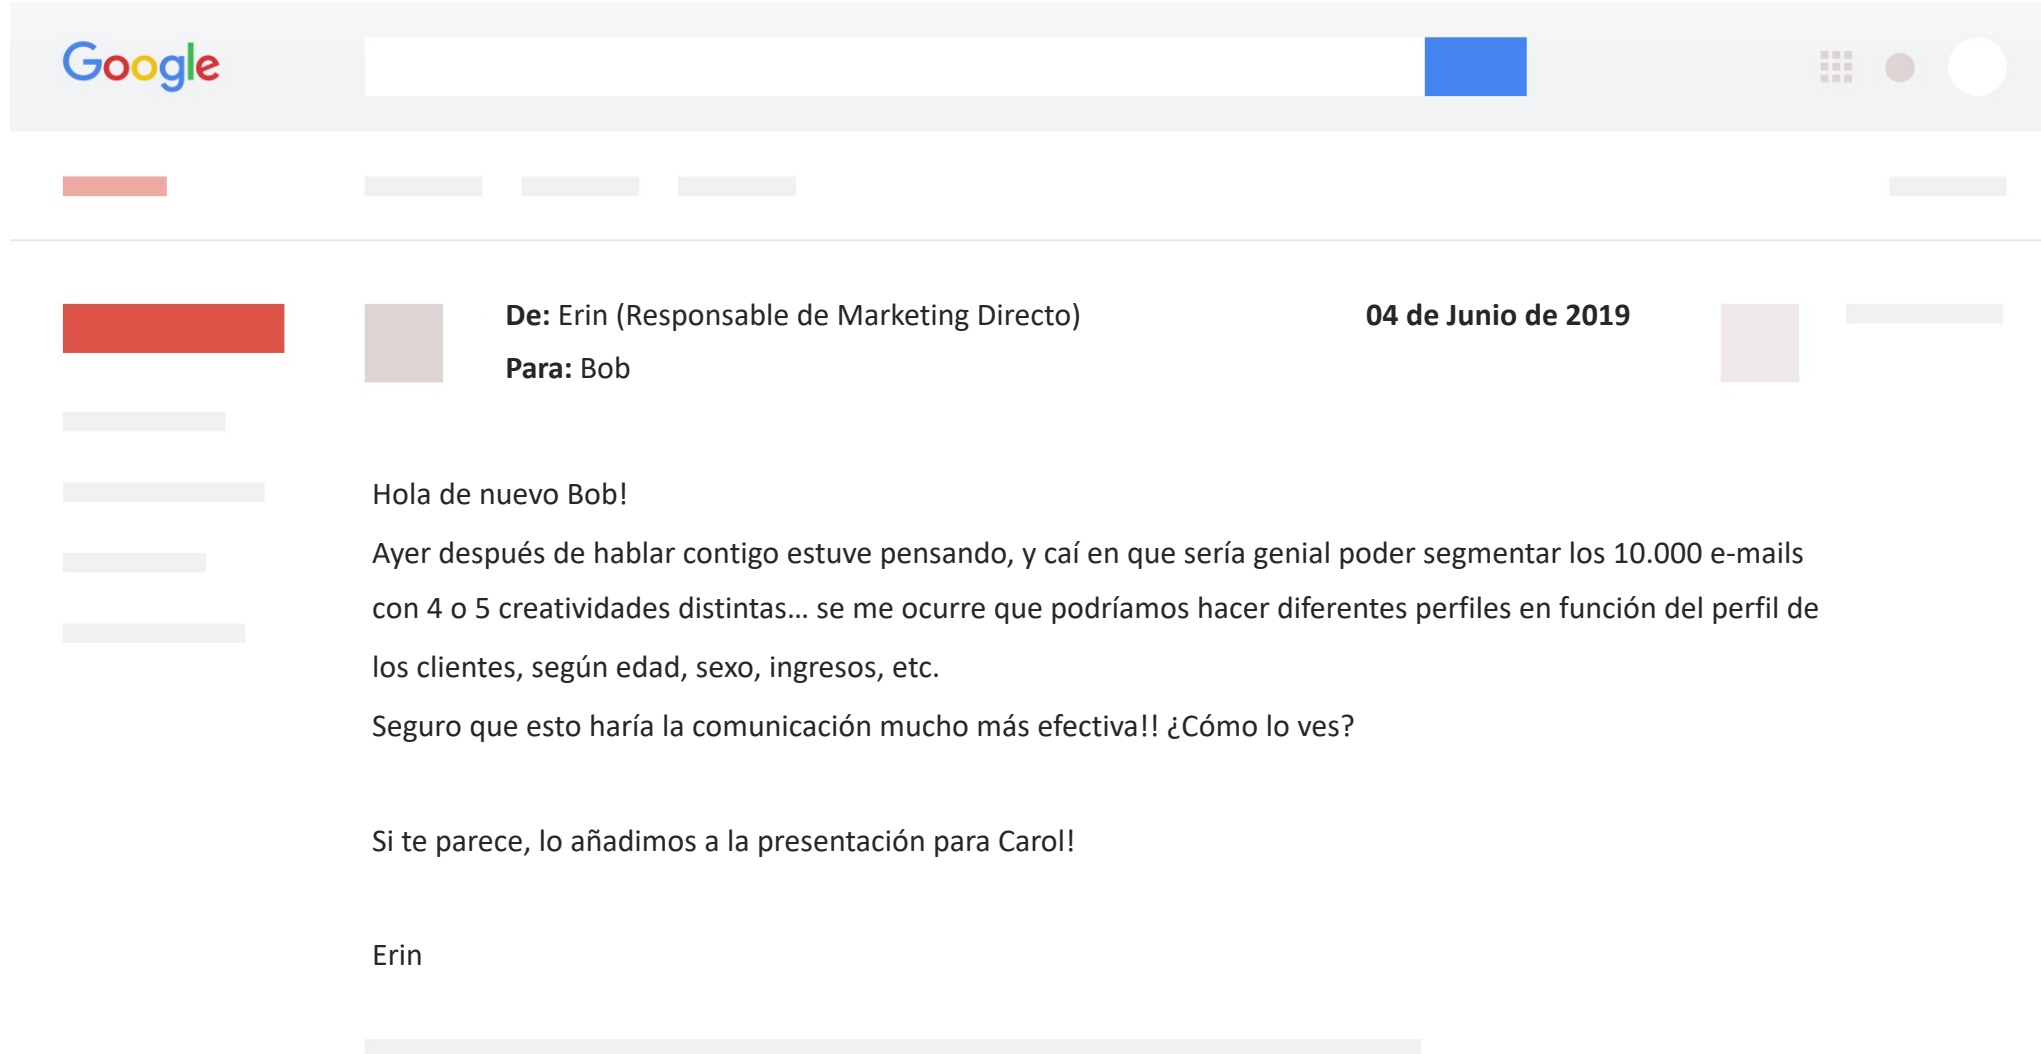 Google
De: Erin (Responsable de Marketing Directo)
04 de Junio de 2019
Para: Bob
Hola de nuevo Bob!
Ayer después de hablar contigo estuve pensando, y caí en que sería genial poder segmentar los 10.000 e-mails
con 4 o 5 creatividades distintas... se me ocurre que podríamos hacer diferentes perfiles en función del perfil de
los clientes, según edad, sexo, ingresos, etc.
Seguro que esto haría la comunicación mucho más efectiva!! ¿Cómo lo ves?
Si te parece, lo añadimos a la presentación para Carol!
Erin